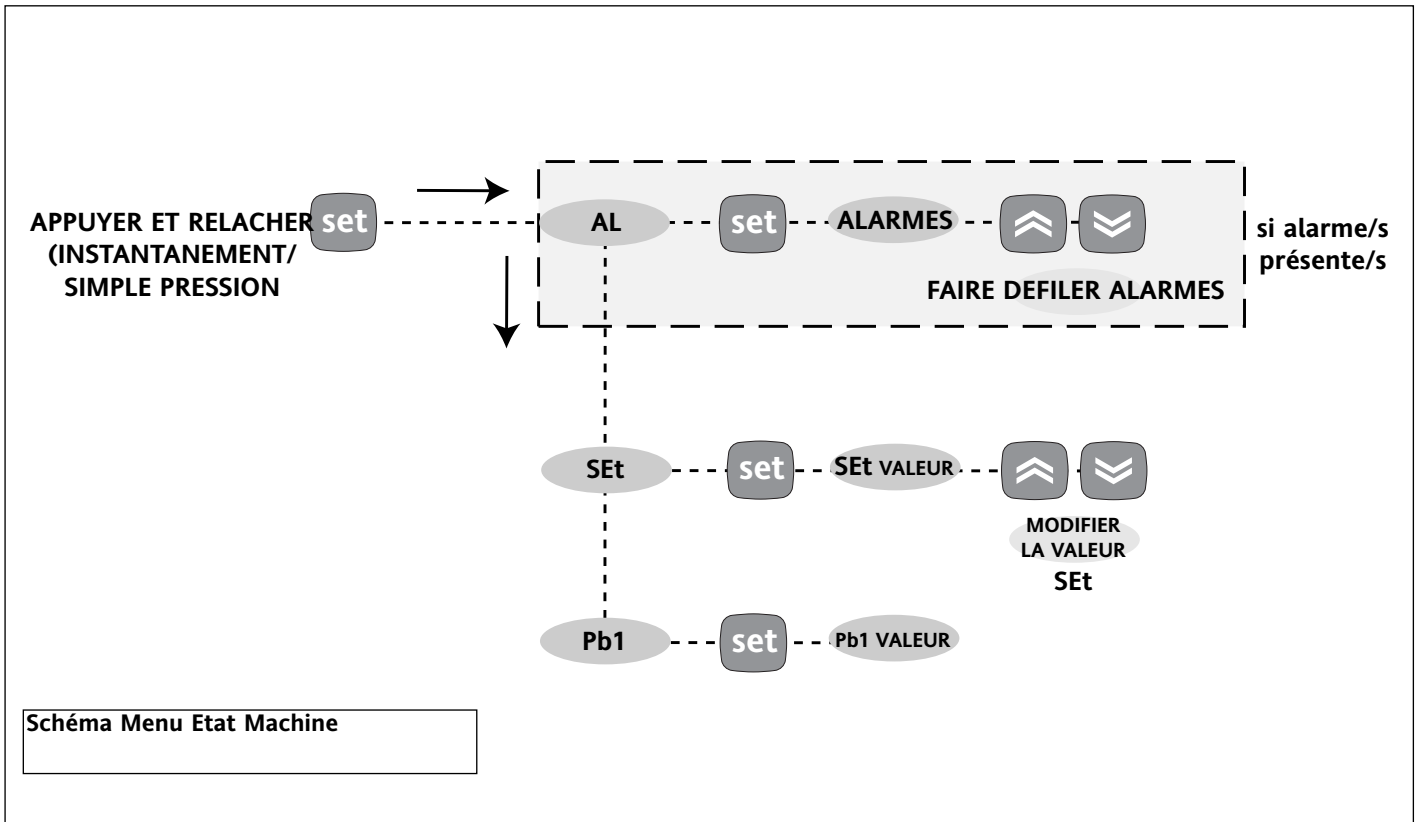 APPUYER ET RELACHER
(INSTANTANEMENT/
SIMPLE PRESSION
set
AL
set
ALARMES
FAIRE DEFILER ALARMES
si alarme/s
présente/s
SEt
set
SEt VALEUR
MODIFIER
LA VALEUR
SEt
Pb1
set
Pb1 VALEUR
Schéma Menu Etat Machine